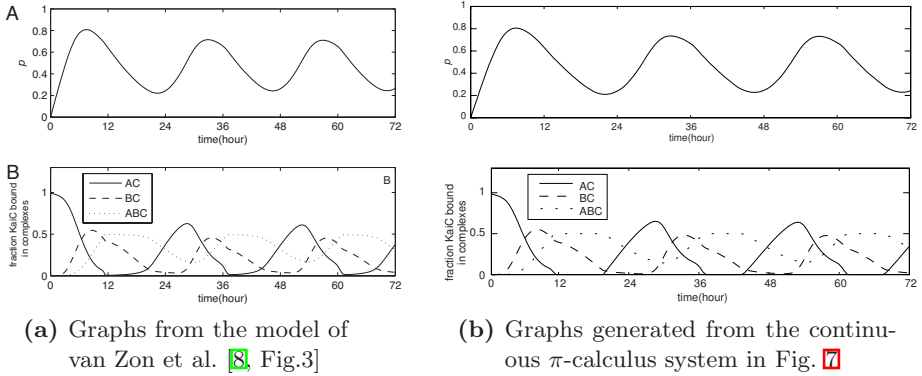 A
1
0.8
0.6
0.4
0.2
0
p
0 12 24 36 48 60 72
time(hour)
1
0.8
0.6
0.4
0.2
0
p
0 12 24 36 48 60 72
time(hour)
B
fraction KaiC bound
in complexes
1
0.5
0
AC
BC
ABC
B
0 12 24 36 48 60 72
time(hour)
fraction KaiC bound
in complexes
1
0.5
0
AC
BC
ABC
0 12 24 36 48 60 72
time(hour)
(a) Graphs from the model of
van Zon et al. [8, Fig.3]
(b) Graphs generated from the continu-
ous π-calculus system in Fig. 7